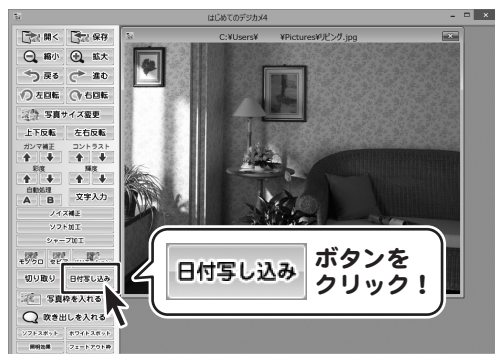 はじめてのデジカメ4
C:¥Users¥ ¥Pictures¥リビング.jpg
開く 保存
縮小 拡大
戻る 進む
左回転 右回転
写真サイズ変更
上下反転 左右反転
ガンマ補正 コントラスト
彩度 輝度
自動処理
A B 文字入力
ノイズ補正
ソフト加工
シャープ加工
モノクロ セピア
切り取り 日付写し込み
写真枠を入れる
吹き出しを入れる
ソフトスポット ホワイトスポット
照明効果 フェードアウト枠
日付写し込み ボタンを
クリック!